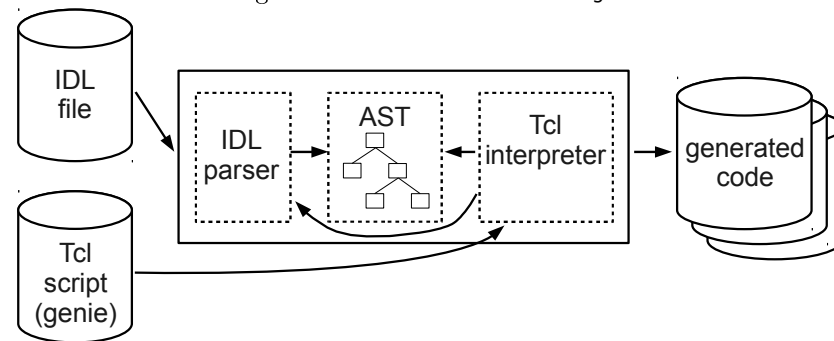 IDL
file
IDL
parser
AST
Tcl
interpreter
generated
code
Tcl
script
(genie)